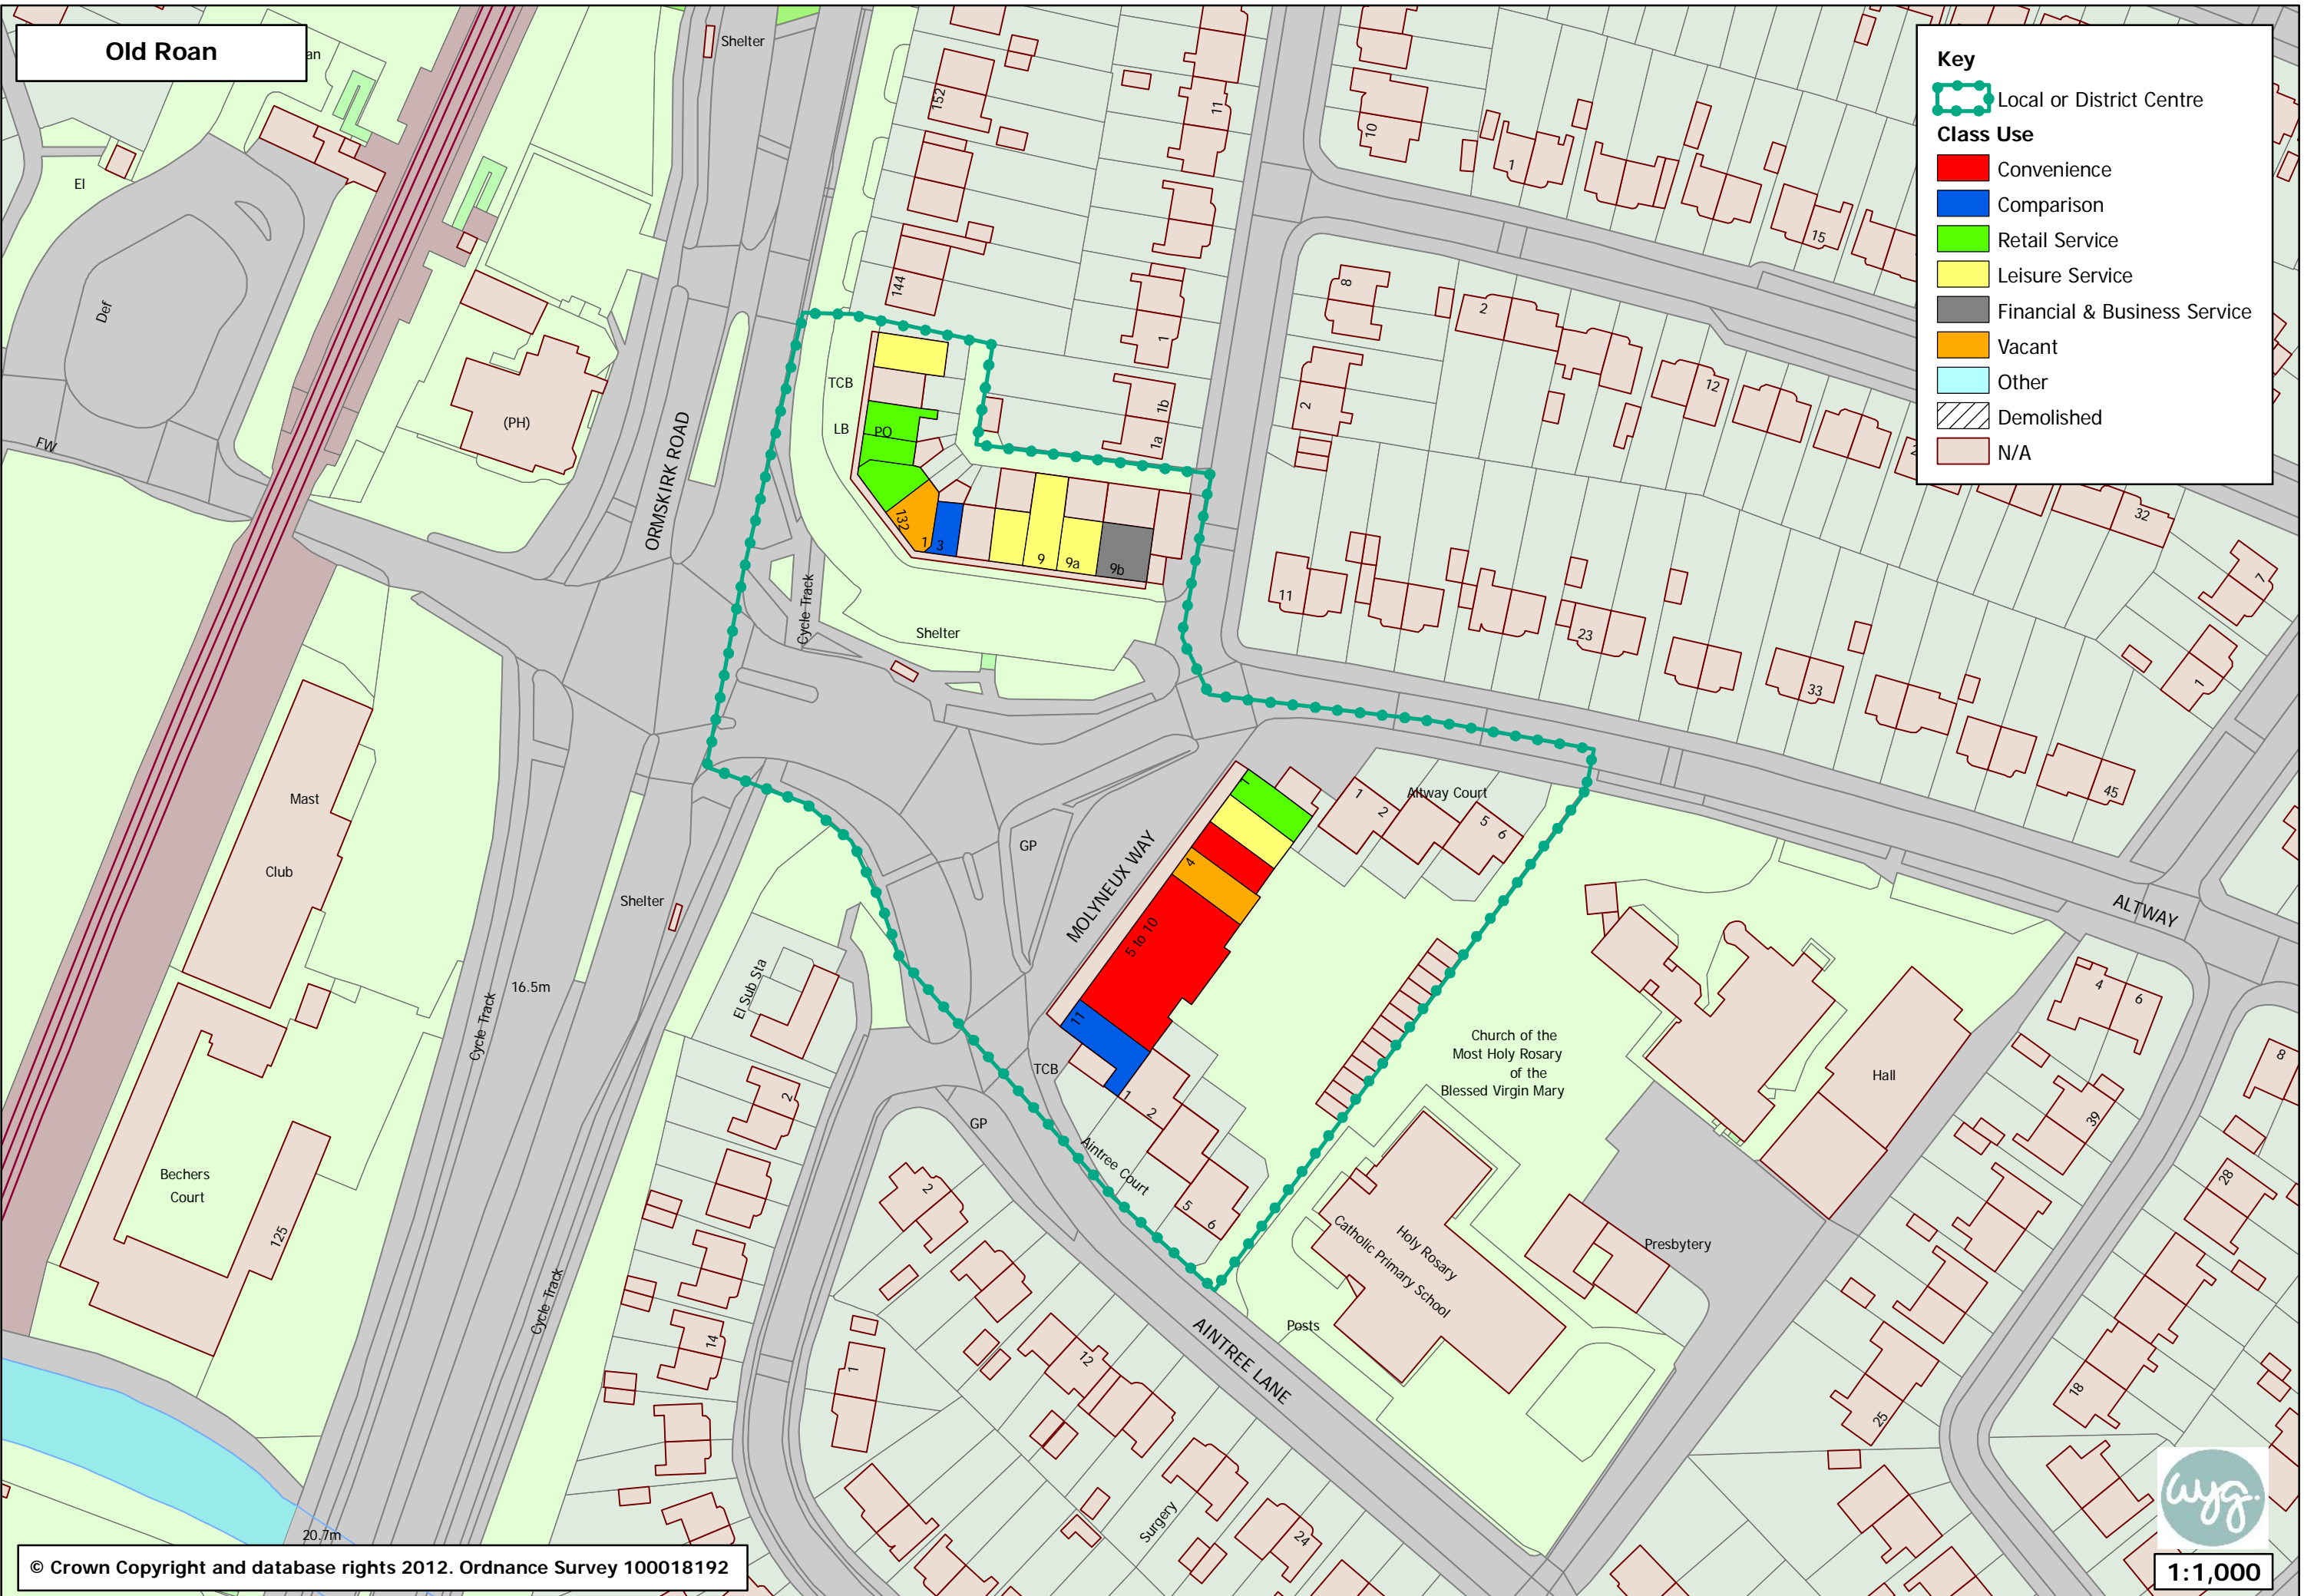 Old Roan
an
Shelter
Key
Local or District Centre
Class Use
Convenience
Comparison
Retail Service
Leisure Service
Financial & Business Service
Vacant
Other
Demolished
N/A
152
11
10
1
15
El
Def
144
8
2
1
2
12
TCB
1b
LB
PO
1a
(PH)
FW
ORMSKIRK ROAD
132
1
3
9
9a
9b
32
7
11
Cycle Track
Shelter
23
1
33
45
Mast
Club
1
Altway Court
1
2
5
6
GP
4
MOLYNEUX WAY
Shelter
5 to 10
ALTWAY
16.5m
El Sub Sta
Cycle Track
11
Church of the
Most Holy Rosary
of the
Blessed Virgin Mary
Hall
4
6
8
39
TCB
2
1
2
GP
Aintree Court
5
6
Bechers
Court
125
2
28
Holy Rosary
Catholic Primary School
Presbytery
Cycle Track
14
1
12
Posts
AINTREE LANE
18
25
Surgery
24
20.7m
ayg.
© Crown Copyright and database rights 2012. Ordnance Survey 100018192
1:1,000